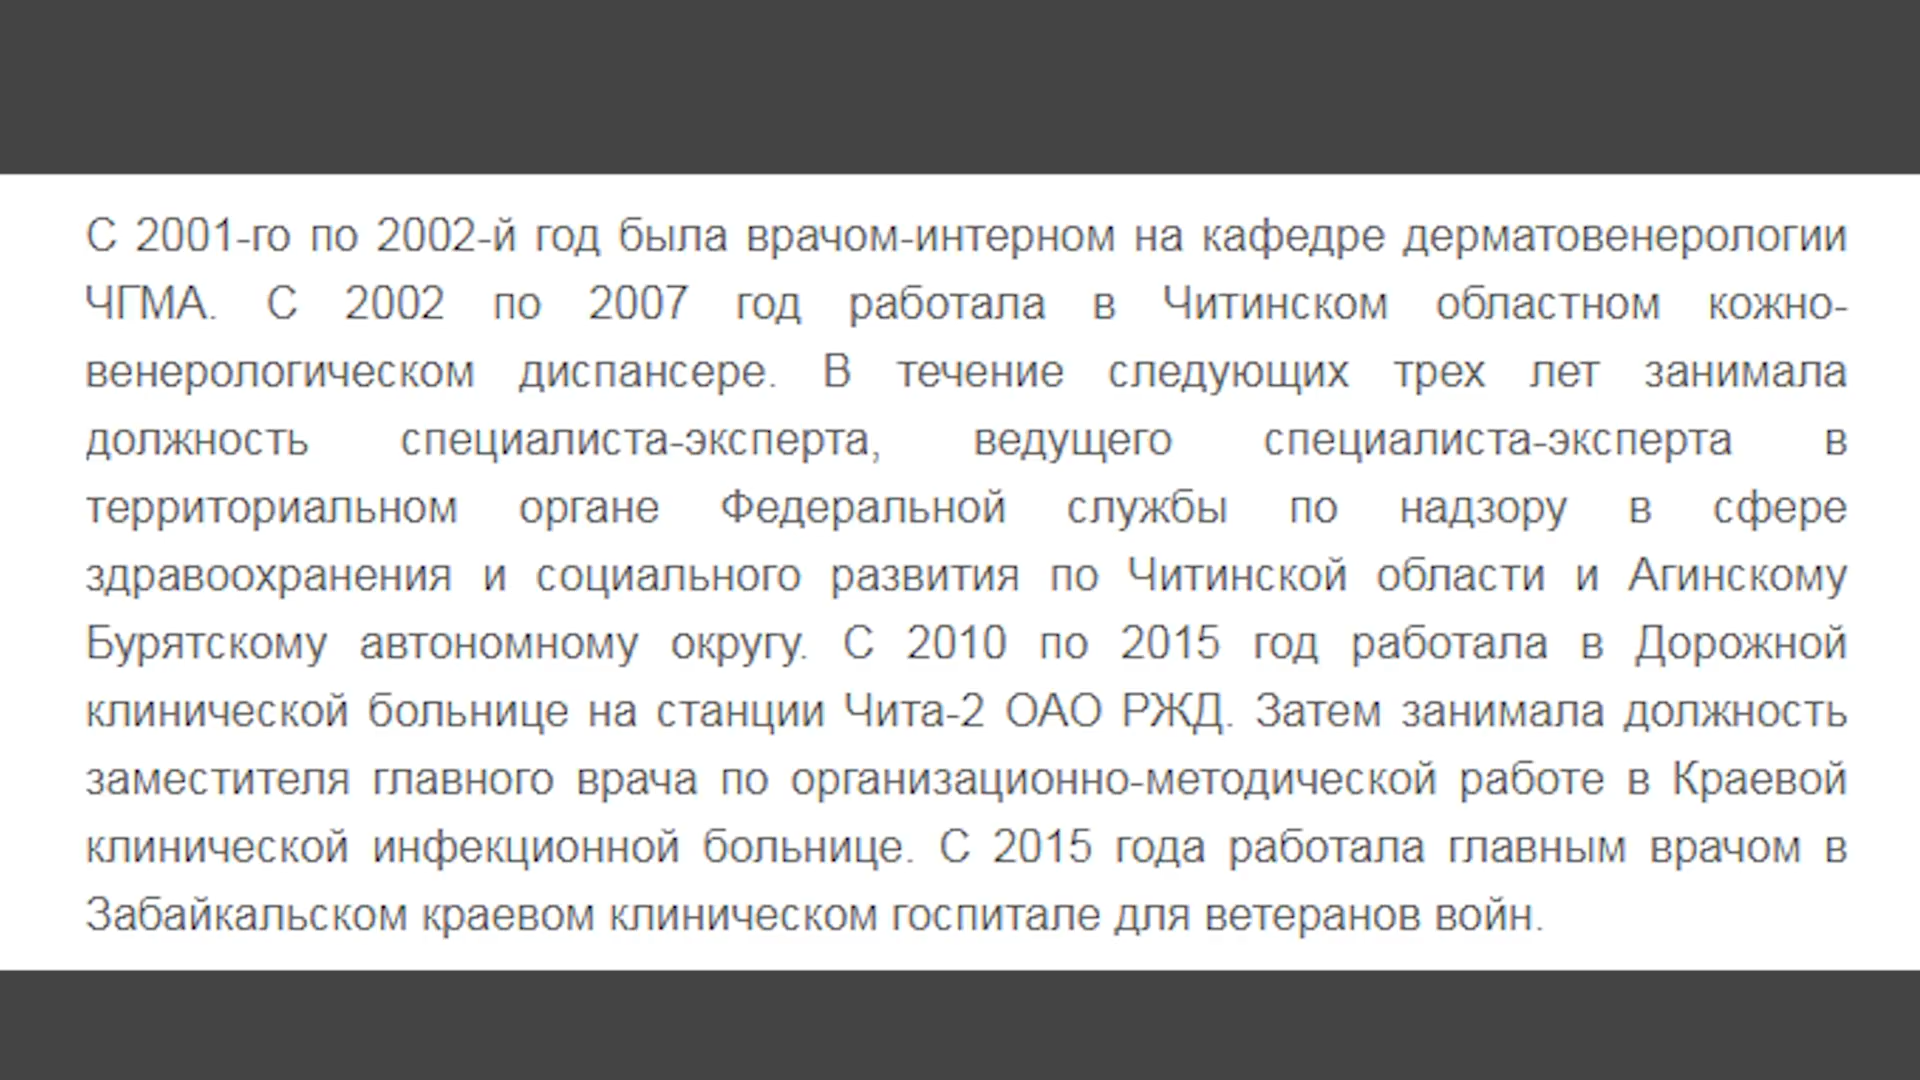 С 2001-го по 2002-й год была врачом-интерном на кафедре дерматовенерологии
ЧГМА. С 2002 по 2007 год работала в Читинском областном кожно-
венерологическом диспансере. В течение следующих трех лет занимала
должность специалиста-эксперта, ведущего специалиста-эксперта в
территориальном органе Федеральной службы по надзору в сфере
здравоохранения и социального развития по Читинской области и Агинскому
Бурятскому автономному округу. С 2010 по 2015 год работала в Дорожной
клинической больнице на станции Чита-2 ОАО РЖД. Затем занимала должность
заместителя главного врача по организационно-методической работе в Краевой
клинической инфекционной больнице. С 2015 года работала главным врачом в
Забайкальском краевом клиническом госпитале для ветеранов войн.